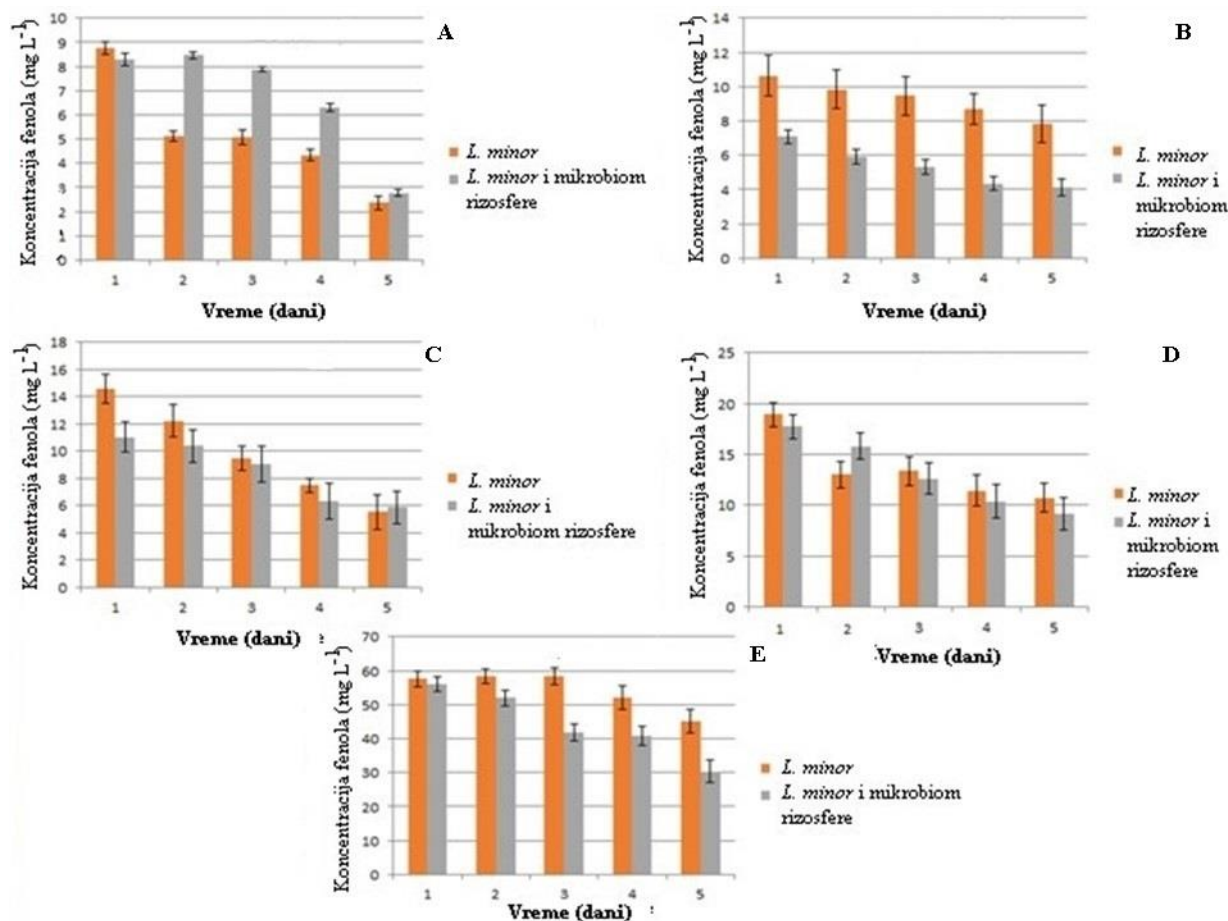 A
Koncentracija fenola (mg L⁻¹)
10
9
8
7
6
5
4
3
2
1
0
1 2 3 4 5
Vreme (dani)
L. minor
L. minor i mikrobiom
rizosfere
B
Koncentracija fenola (mg L⁻¹)
14
12
10
8
6
4
2
0
1 2 3 4 5
Vreme (dani)
L. minor
L. minor i
mikrobiom
rizosfere
C
Koncentracija fenola (mg L⁻¹)
18
16
14
12
10
8
6
4
2
0
1 2 3 4 5
Vreme (dani)
L. minor
L. minor i
mikrobiom rizosfere
D
Koncentracija fenola (mg L⁻¹)
25
20
15
10
5
0
1 2 3 4 5
Vreme (dani)
L. minor
L. minor i
mikrobiom
rizosfere
E
Koncentracija fenola (mg L⁻¹)
70
60
50
40
30
20
10
0
1 2 3 4 5
Vreme (dani)
L. minor
L. minor i mikrobiom
rizosfere